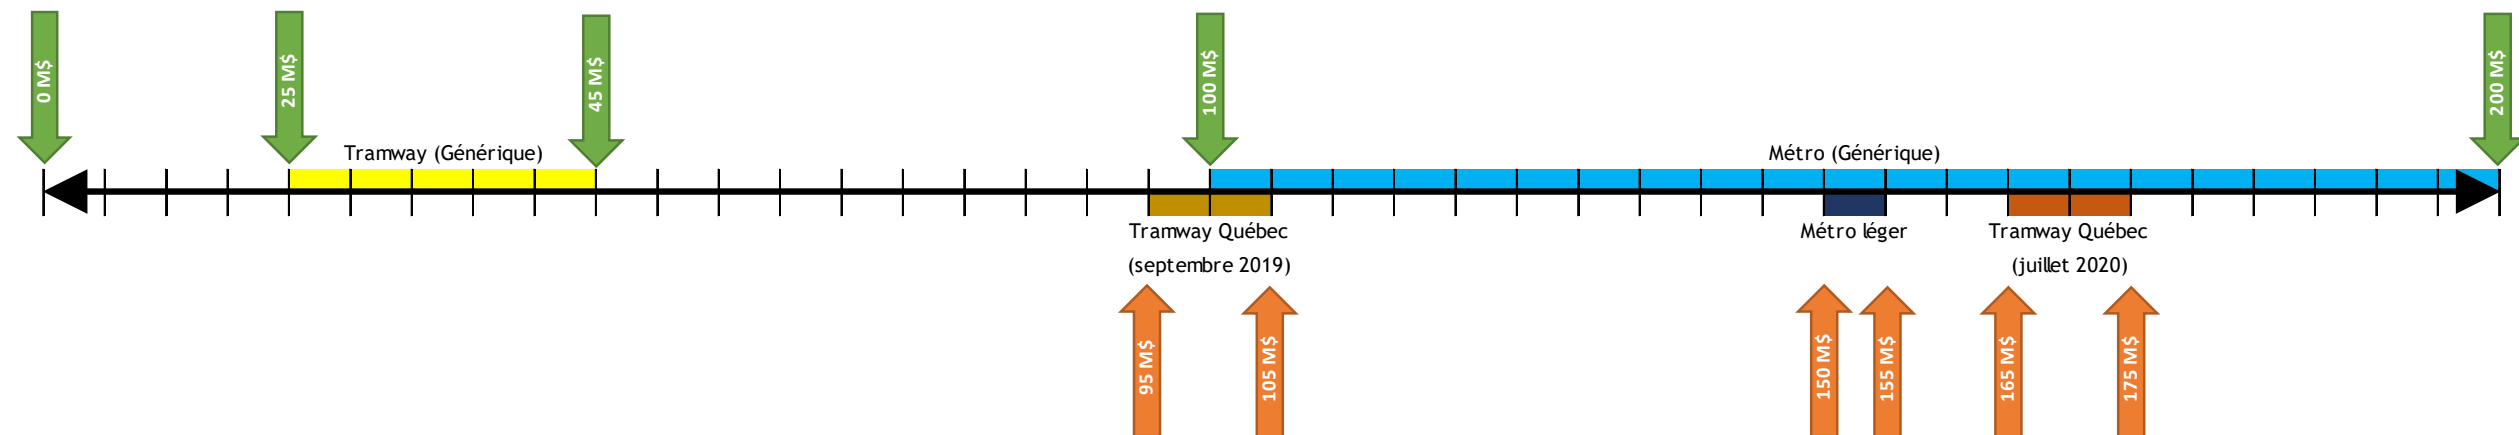 0 M$
25 M$
45 M$
100 M$
200 M$
Tramway (Générique)
Métro (Générique)
Tramway Québec
(septembre 2019)
Métro léger
Tramway Québec
(juillet 2020)
95 M$
105 M$
150 M$
155 M$
165 M$
175 M$